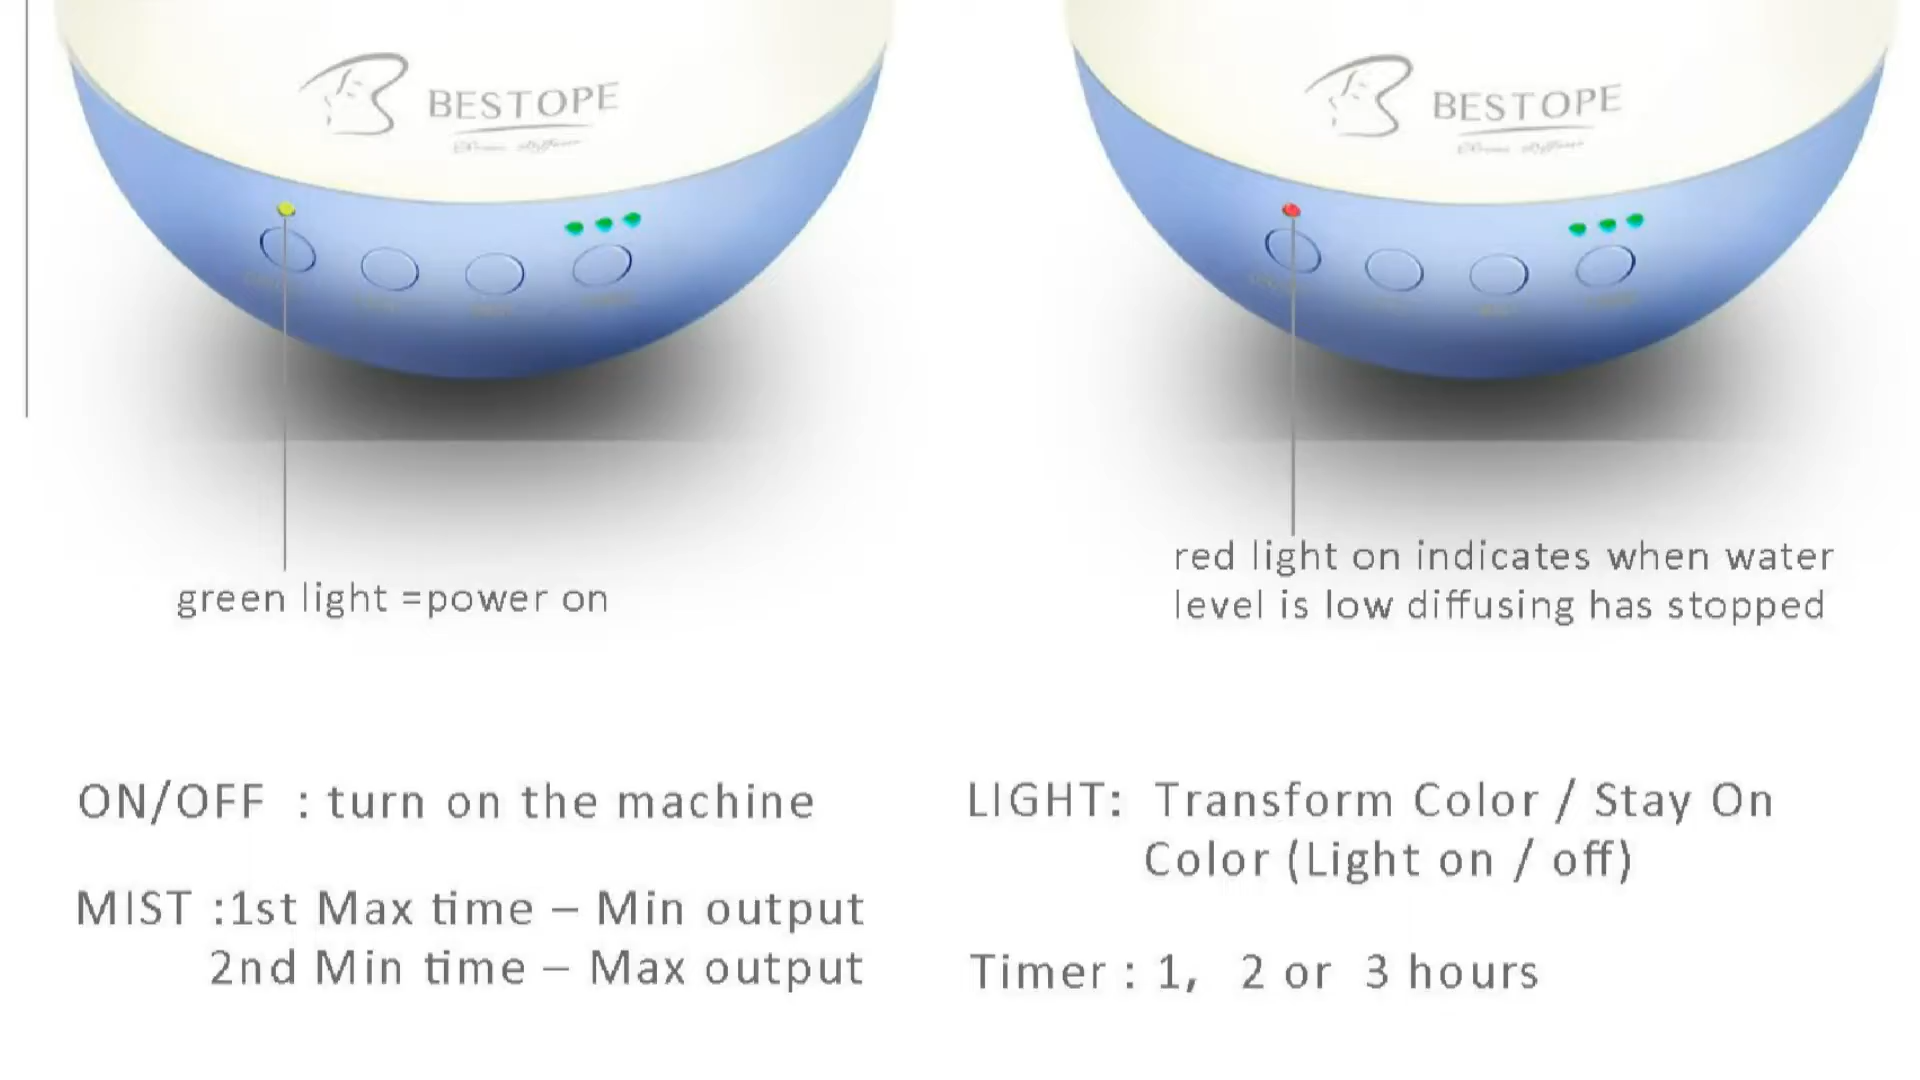 BESTOPE
BESTOPE
green light =power on
red light on indicates when water
level is low diffusing has stopped
ON/OFF : turn on the machine
MIST :1st Max time – Min output
2nd Min time – Max output
LIGHT: Transform Color / Stay On
Color (Light on / off)
Timer : 1, 2 or 3 hours